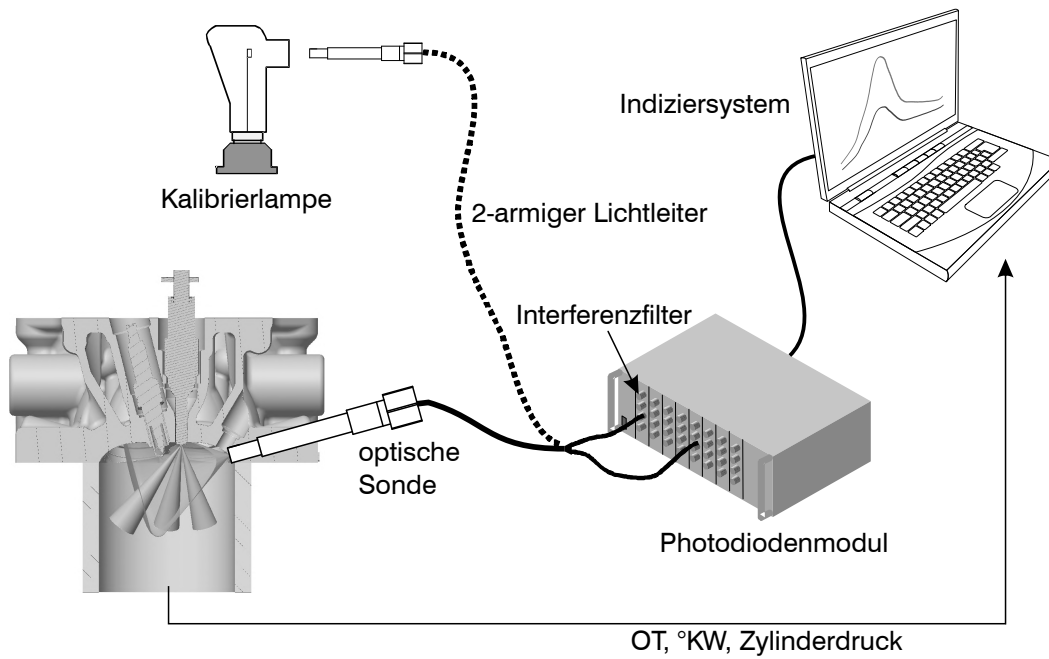 Indiziersystem
Kalibrierlampe
2-armiger Lichtleiter
Interferenzfilter
optische
Sonde
Photodiodenmodul
OT, °KW, Zylinderdruck